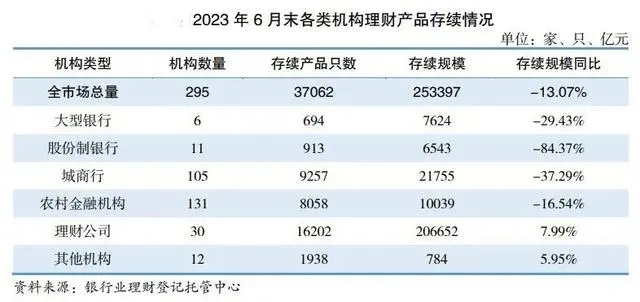 2023 年 6 月末各类机构理财产品存续情况
单位：家、只、亿元
机构类型 机构数量 存续产品只数 存续规模 存续规模同比
全市场总量 295 37062 253397 -13.07%
大型银行 6 694 7624 -29.43%
股份制银行 11 913 6543 -84.37%
城商行 105 9257 21755 -37.29%
农村金融机构 131 8058 10039 -16.54%
理财公司 30 16202 206652 7.99%
其他机构 12 1938 784 5.95%
资料来源：银行业理财登记托管中心